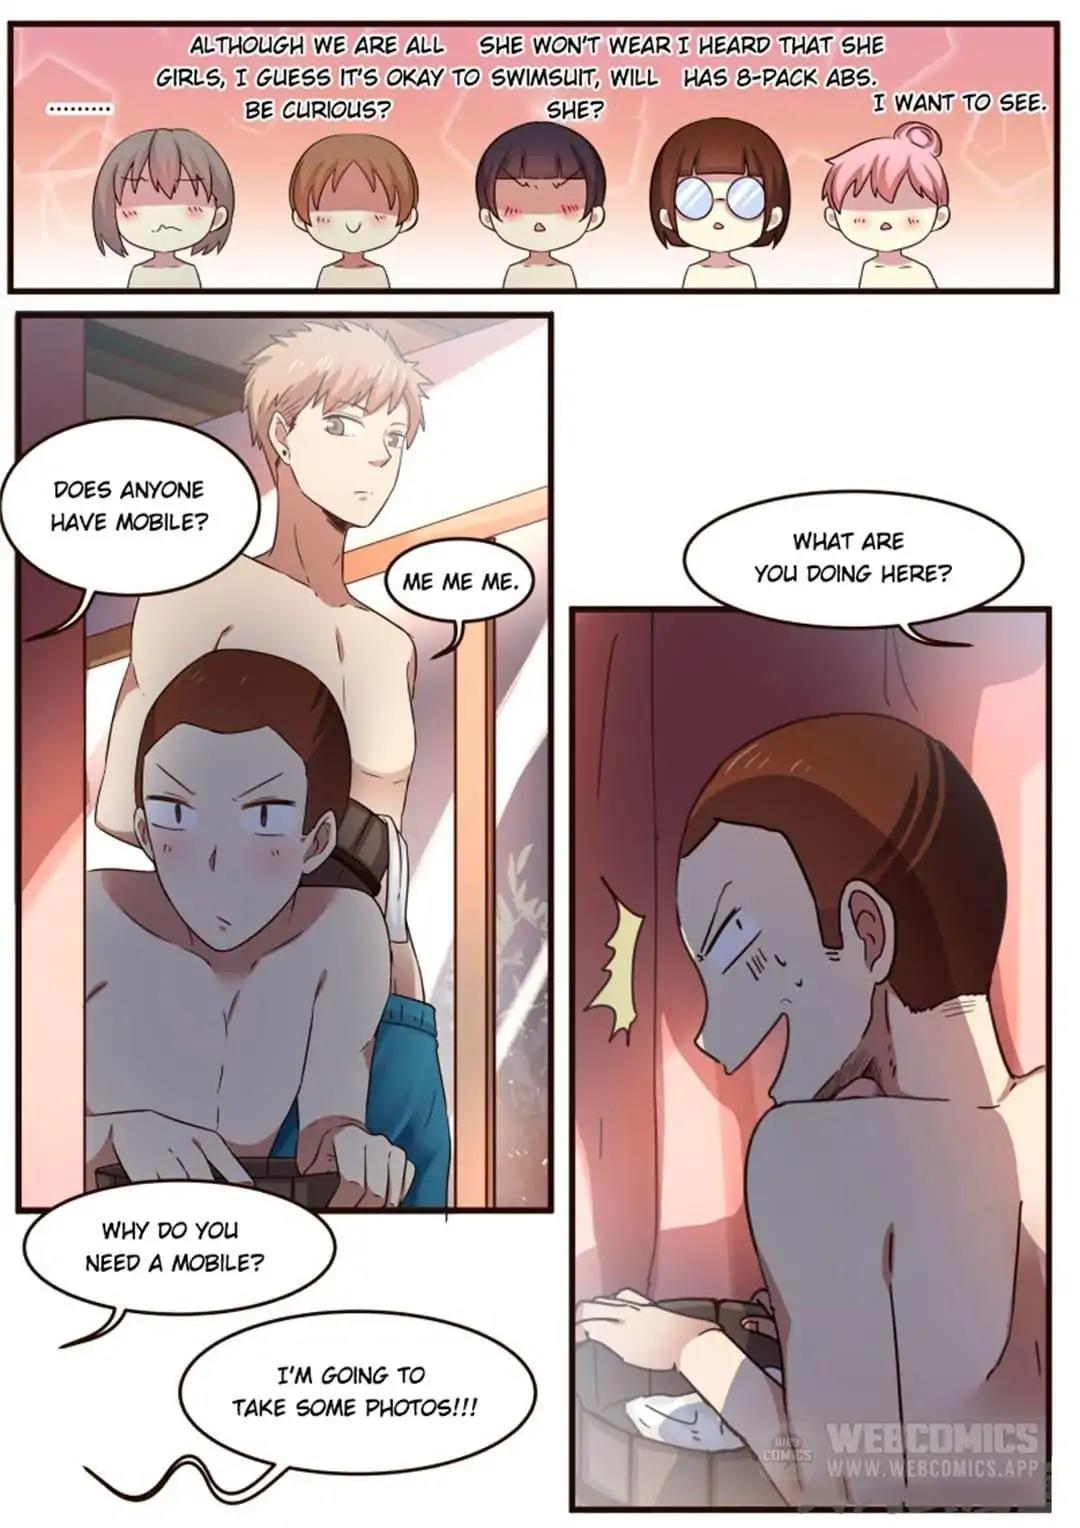 .........
ALTHOUGH WE ARE ALL
GIRLS, I GUESS IT'S OKAY TO
BE CURIOUS?
SHE WON'T WEAR
SWIMSUIT, WILL
SHE?
I HEARD THAT SHE
HAS 8-PACK ABS.
I WANT TO SEE.
DOES ANYONE
HAVE MOBILE?
ME ME ME.
WHAT ARE
YOU DOING HERE?
WHY DO YOU
NEED A MOBILE?
I'M GOING TO
TAKE SOME PHOTOS!!!
WEB
COMICS
WEBCOMICS
WWW.WEBCOMICS.APP